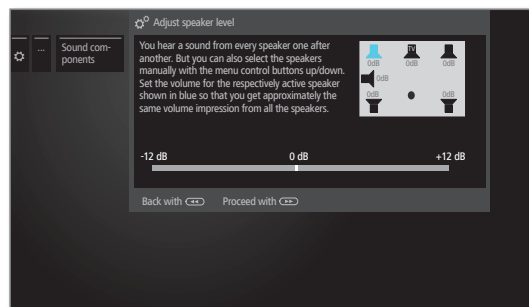 Adjust speaker level
...
Sound com-
ponents
You hear a sound from every speaker one after
another. But you can also select the speakers
manually with the menu control buttons up/down.
Set the volume for the respectively active speaker
shown in blue so that you get approximately the
same volume impression from all the speakers.
TV
0dB 0dB 0dB
0dB
0dB 0dB
-12 dB 0 dB +12 dB
Back with Proceed with